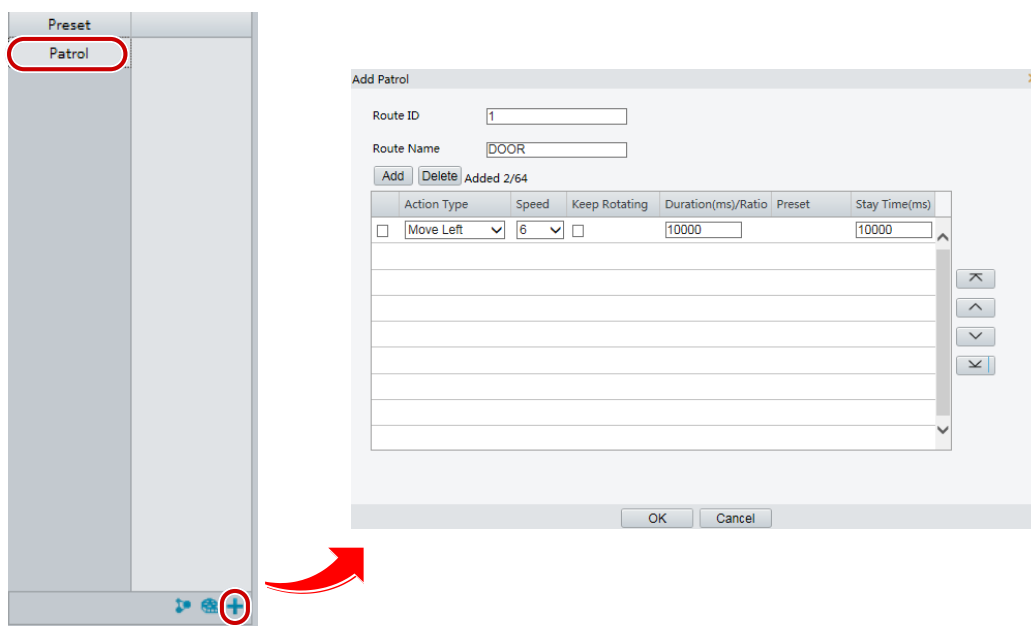 Preset
Patrol
Add Patrol
Route ID 1
Route Name DOOR
Add Delete Added 2/64
Action Type Speed Keep Rotating Duration(ms)/Ratio Preset Stay Time(ms)
Move Left 6 10000 10000
OK Cancel